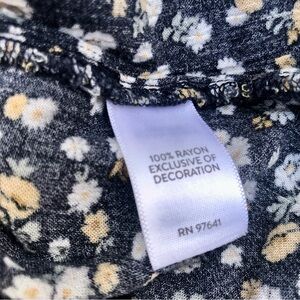 100% RAYON
EXCLUSIVE OF
DECORATION
RN 97641